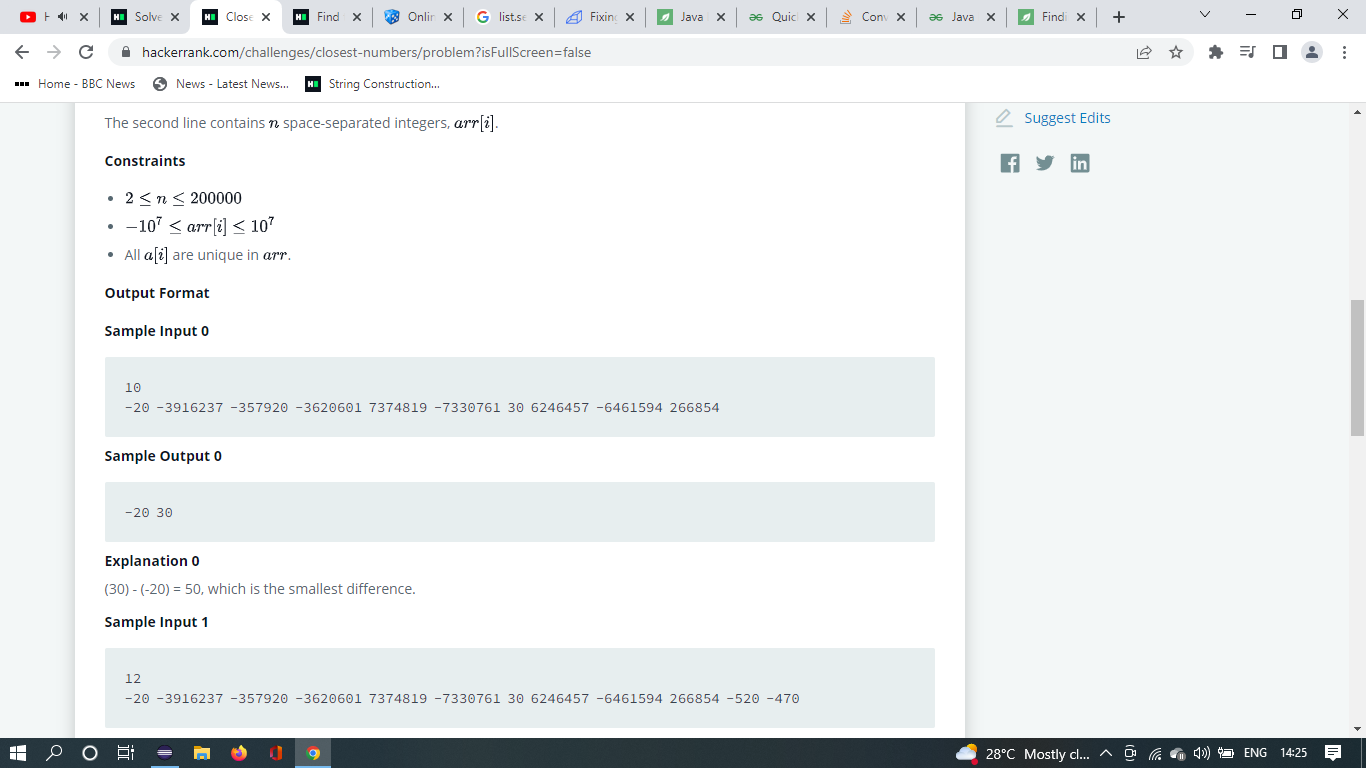 H
Solve
Close
Find
Onlin
list.se
Fixing
Java
Quic
Conv
Java
Findi
hackerrank.com/challenges/closest-numbers/problem?isFullScreen=false
Home - BBC News
News - Latest News...
String Construction...
The second line contains n space-separated integers, arr[i].
Suggest Edits
Constraints
• 2 ≤ n ≤ 200000
• −10⁷ ≤ arr[i] ≤ 10⁷
• All a[i] are unique in arr.
Output Format
Sample Input 0
10
-20 -3916237 -357920 -3620601 7374819 -7330761 30 6246457 -6461594 266854
Sample Output 0
-20 30
Explanation 0
(30) - (-20) = 50, which is the smallest difference.
Sample Input 1
12
-20 -3916237 -357920 -3620601 7374819 -7330761 30 6246457 -6461594 266854 -520 -470
28°C Mostly cl... ENG 14:25